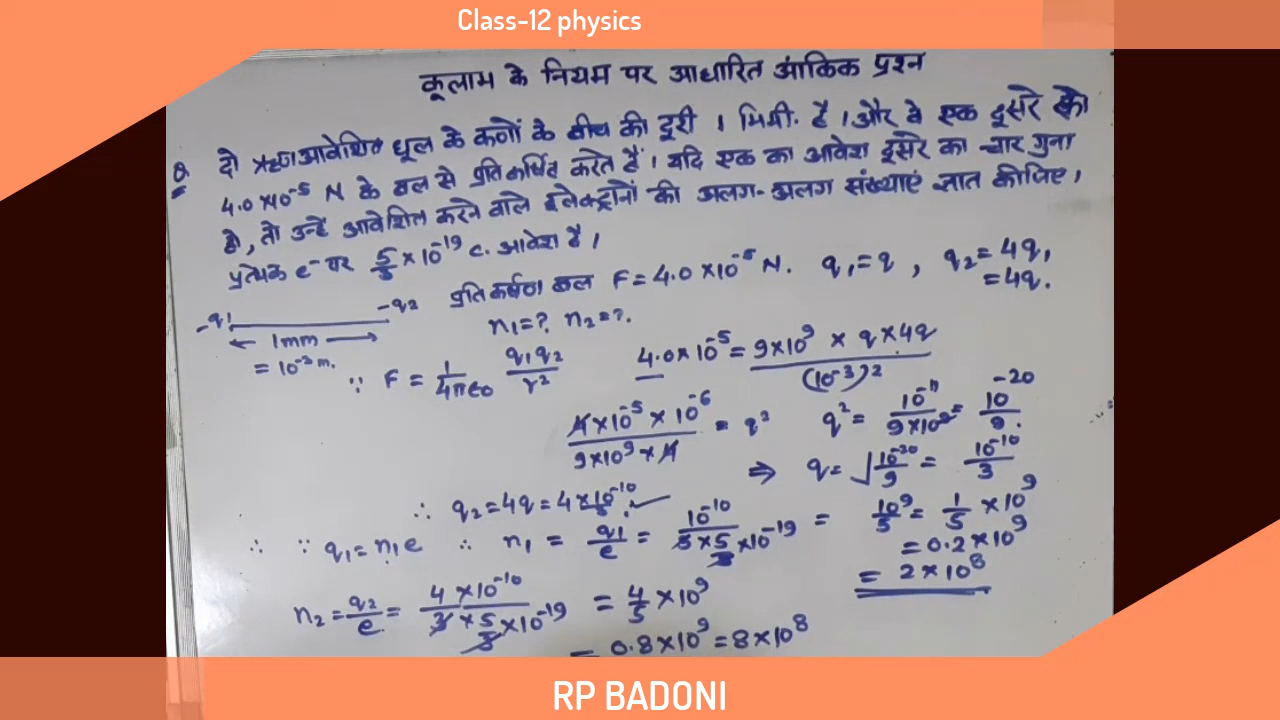 Class-12 physics
कूलाम के नियम पर आधारित आंकिक प्रश्न
Q दो ऋणआवेशित धूल के कणों के बीच की दूरी 1 मिमी. है। और वे एक दूसरे को
4.0×10⁻⁵ N के बल से प्रतिकर्षित करते हैं। यदि एक का आवेश दूसरे का चार गुना
हो, तो उन्हें आवेशित करने वाले इलेक्ट्रोनों की अलग-अलग संख्याएं ज्ञात कीजिए,
प्रत्येक e⁻ पर 5/3 × 10⁻¹⁹ C. आवेश है।
प्रतिकर्षण बल F = 4.0×10⁻⁵ N. q₁ = q, q₂ = 4q₁
= 4q.
-q₁ -q₂
n₁ = ? n₂ = ?.
1mm
= 10⁻³ m.
∵ F = 1/4πε₀ q₁q₂/r²
4.0×10⁻⁵ = 9×10⁹ × q × 4q / (10⁻³)²
4×10⁻⁵×10⁻⁶ / 9×10⁹×4 = q² q² = 10⁻¹¹/9×10⁹ = 10⁻²⁰/9.
⇒ q = √10⁻²⁰/9 = 10⁻¹⁰/3
∴ q₂ = 4q = 4×10⁻¹⁰/3.
∴ ∵ q₁ = n₁e ∴ n₁ = q₁/e = 10⁻¹⁰ / 3×5/3×10⁻¹⁹ = 10⁹/5 = 1/5 × 10⁹
= 0.2×10⁹
= 2×10⁸
n₂ = q₂/e = 4×10⁻¹⁰ / 3×5/3×10⁻¹⁹ = 4/5 × 10⁹
= 0.8×10⁹ = 8×10⁸
RP BADONI